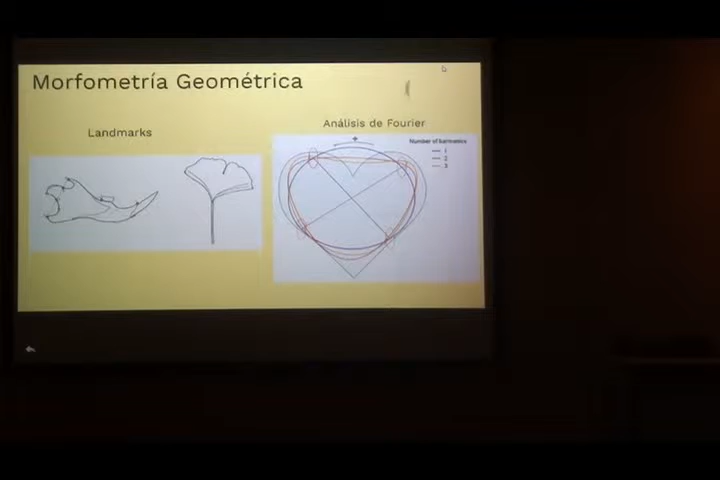 Morfometría Geométrica
Landmarks
Análisis de Fourier
Number of harmonics
1
2
3